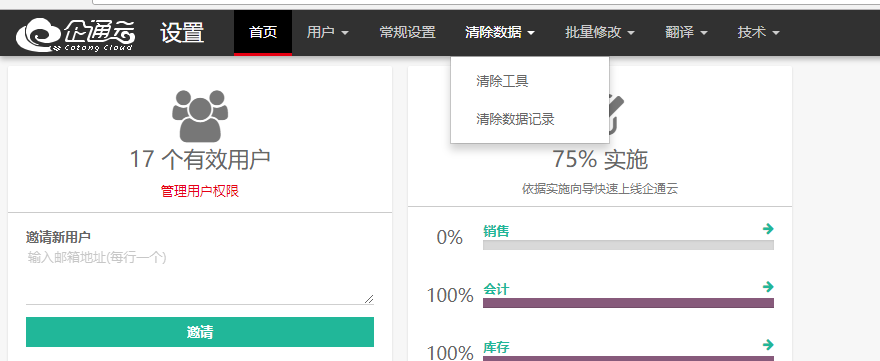 企通云 设置 首页 用户 常规设置 清除数据 批量修改 翻译 技术
Cotong Cloud
清除工具
清除数据记录
17 个有效用户
管理用户权限
邀请新用户
输入邮箱地址(每行一个)
邀请
75% 实施
依据实施向导快速上线企通云
0% 销售
100% 会计
100% 库存